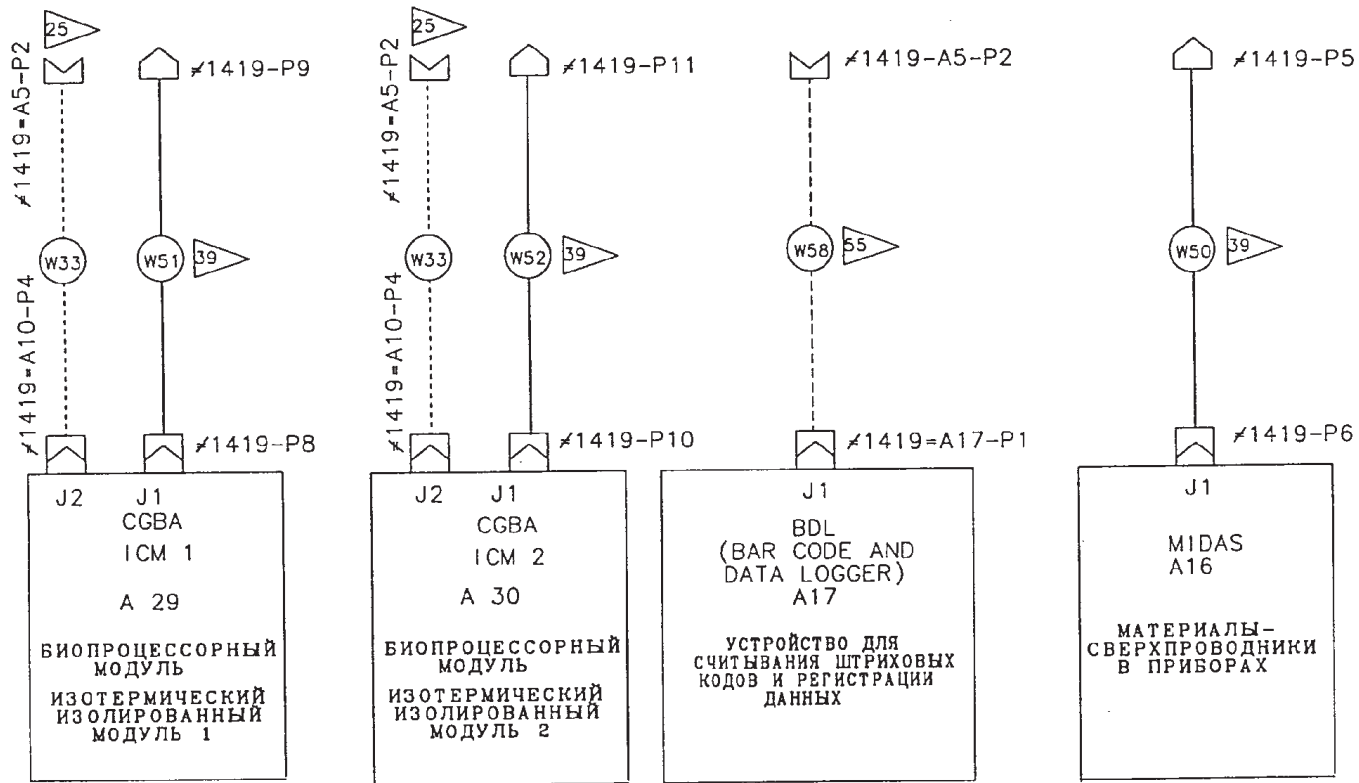 25
25
≠1419-P9
≠1419-P11
≠1419-A5-P2
≠1419-P5
≠1419=A5-P2
≠1419=A5-P2
W33
W51
39
W33
W52
39
W58
55
W50
39
≠1419=A10-P4
≠1419=A10-P4
≠1419-P8
≠1419-P10
≠1419=A17-P1
≠1419-P6
J2 J1
CGBA
ICM 1
A 29
БИОПРОЦЕССОРНЫЙ
МОДУЛЬ
ИЗОТЕРМИЧЕСКИЙ
ИЗОЛИРОВАННЫЙ
МОДУЛЬ 1
J2 J1
CGBA
ICM 2
A 30
БИОПРОЦЕССОРНЫЙ
МОДУЛЬ
ИЗОТЕРМИЧЕСКИЙ
ИЗОЛИРОВАННЫЙ
МОДУЛЬ 2
J1
BDL
(BAR CODE AND
DATA LOGGER)
A17
УСТРОЙСТВО ДЛЯ
СЧИТЫВАНИЯ ШТРИХОВЫХ
КОДОВ И РЕГИСТРАЦИИ
ДАННЫХ
J1
MIDAS
A16
МАТЕРИАЛЫ-
СВЕРХПРОВОДНИКИ
В ПРИБОРАХ